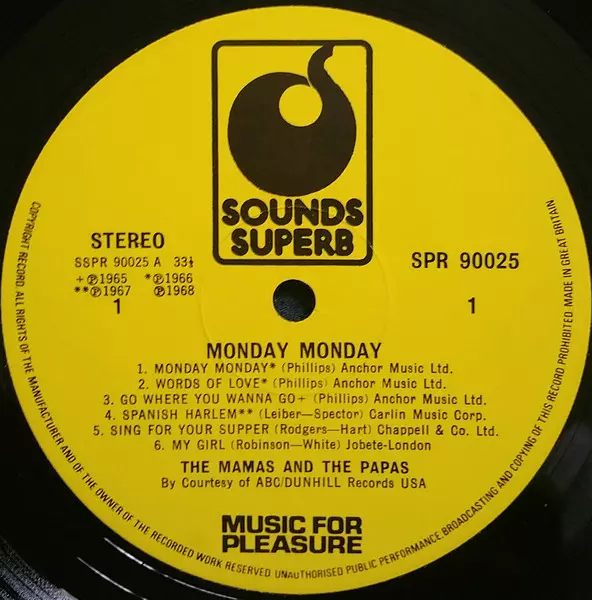 SOUNDS
SUPERB
STEREO
SSPR 90025 A 33⅓
+ ℗1965 *℗1966
**℗1967 ℗1968
1
SPR 90025
1
MONDAY MONDAY
1. MONDAY MONDAY* (Phillips) Anchor Music Ltd.
2. WORDS OF LOVE* (Phillips) Anchor Music Ltd.
3. GO WHERE YOU WANNA GO+ (Phillips) Anchor Music Ltd.
4. SPANISH HARLEM** (Leiber—Spector) Carlin Music Corp.
5. SING FOR YOUR SUPPER (Rodgers—Hart) Chappell & Co. Ltd.
6. MY GIRL (Robinson—White) Jobete-London
THE MAMAS AND THE PAPAS
By Courtesy of ABC/DUNHILL Records USA
MUSIC FOR
PLEASURE
COPYRIGHT RECORD. ALL RIGHTS OF THE MANUFACTURER AND OF THE OWNER OF THE RECORDED WORK RESERVED. UNAUTHORISED PUBLIC PERFORMANCE BROADCASTING AND COPYING OF THIS RECORD PROHIBITED MADE IN GREAT BRITAIN